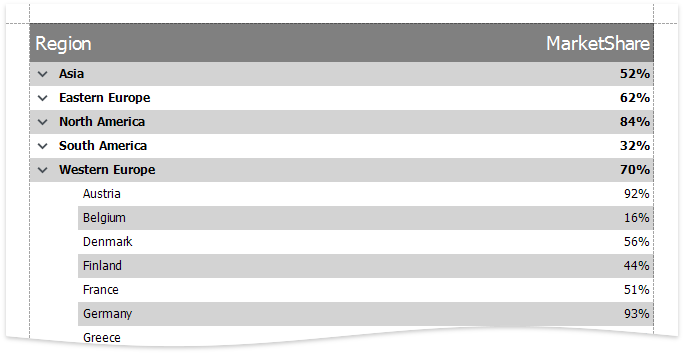 Region MarketShare
Asia 52%
Eastern Europe 62%
North America 84%
South America 32%
Western Europe 70%
Austria 92%
Belgium 16%
Denmark 56%
Finland 44%
France 51%
Germany 93%
Greece